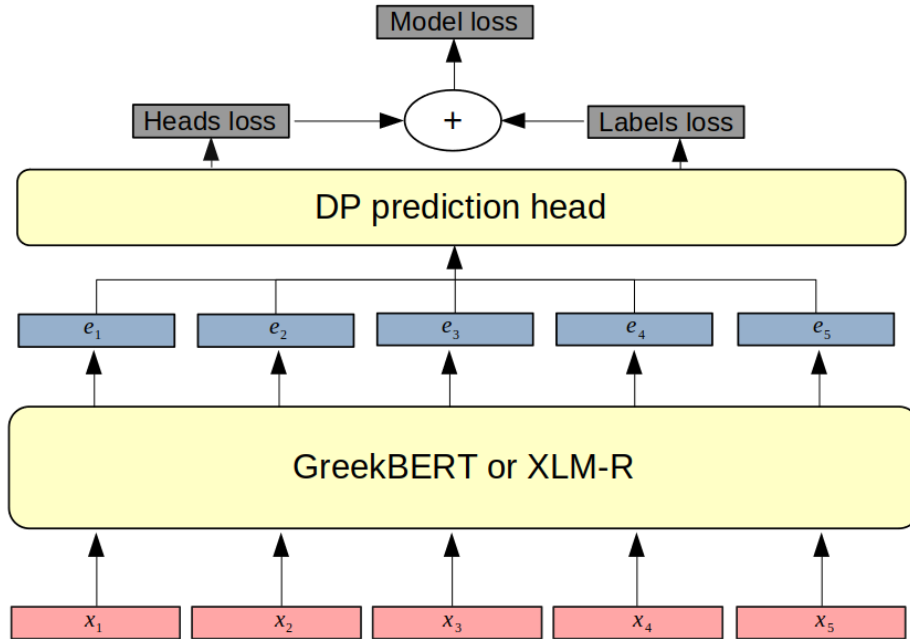 Model loss
Heads loss
+
Labels loss
DP prediction head
e₁ e₂ e₃ e₄ e₅
GreekBERT or XLM-R
x₁ x₂ x₃ x₄ x₅